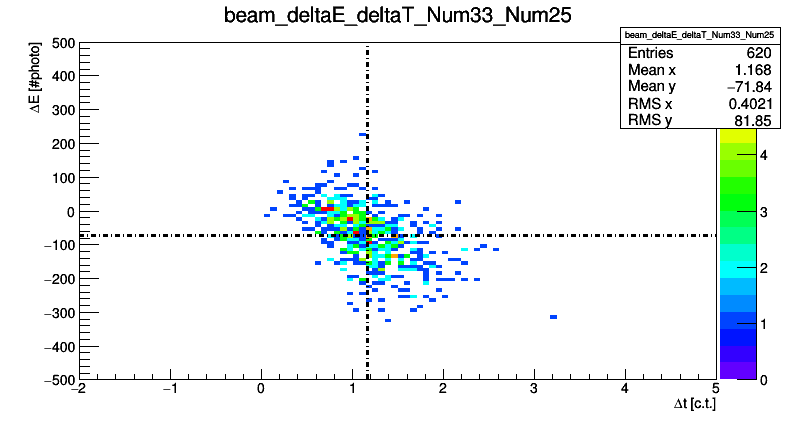 beam_deltaE_deltaT_Num33_Num25
beam_deltaE_deltaT_Num33_Num25
Entries 620
Mean x 1.168
Mean y −71.84
RMS x 0.4021
RMS y 81.85
ΔE [#photo]
500
400
300
200
100
0
−100
−200
−300
−400
−500
−2 −1 0 1 2 3 4 5
Δt [c.t.]
4
3
2
1
0